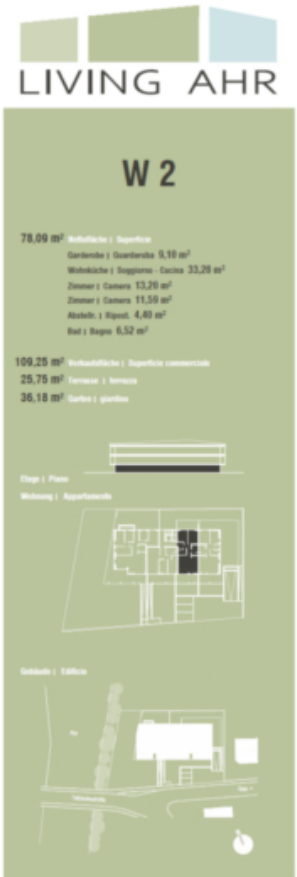 LIVING AHR
W 2
78,09 m² Nettofläche | Superficie
Garderobe | Guardaroba 9,10 m²
Wohnküche | Soggiorno - Cucina 33,28 m²
Zimmer | Camera 13,20 m²
Zimmer | Camera 11,59 m²
Abstellr. | Ripost. 4,40 m²
Bad | Bagno 6,52 m²
109,25 m² Verkaufsfläche | Superficie commerciale
25,75 m² Terrasse | terrazza
36,18 m² Garten | giardino
Etage | Piano
Wohnung | Appartamento
Gebäude | Edificio